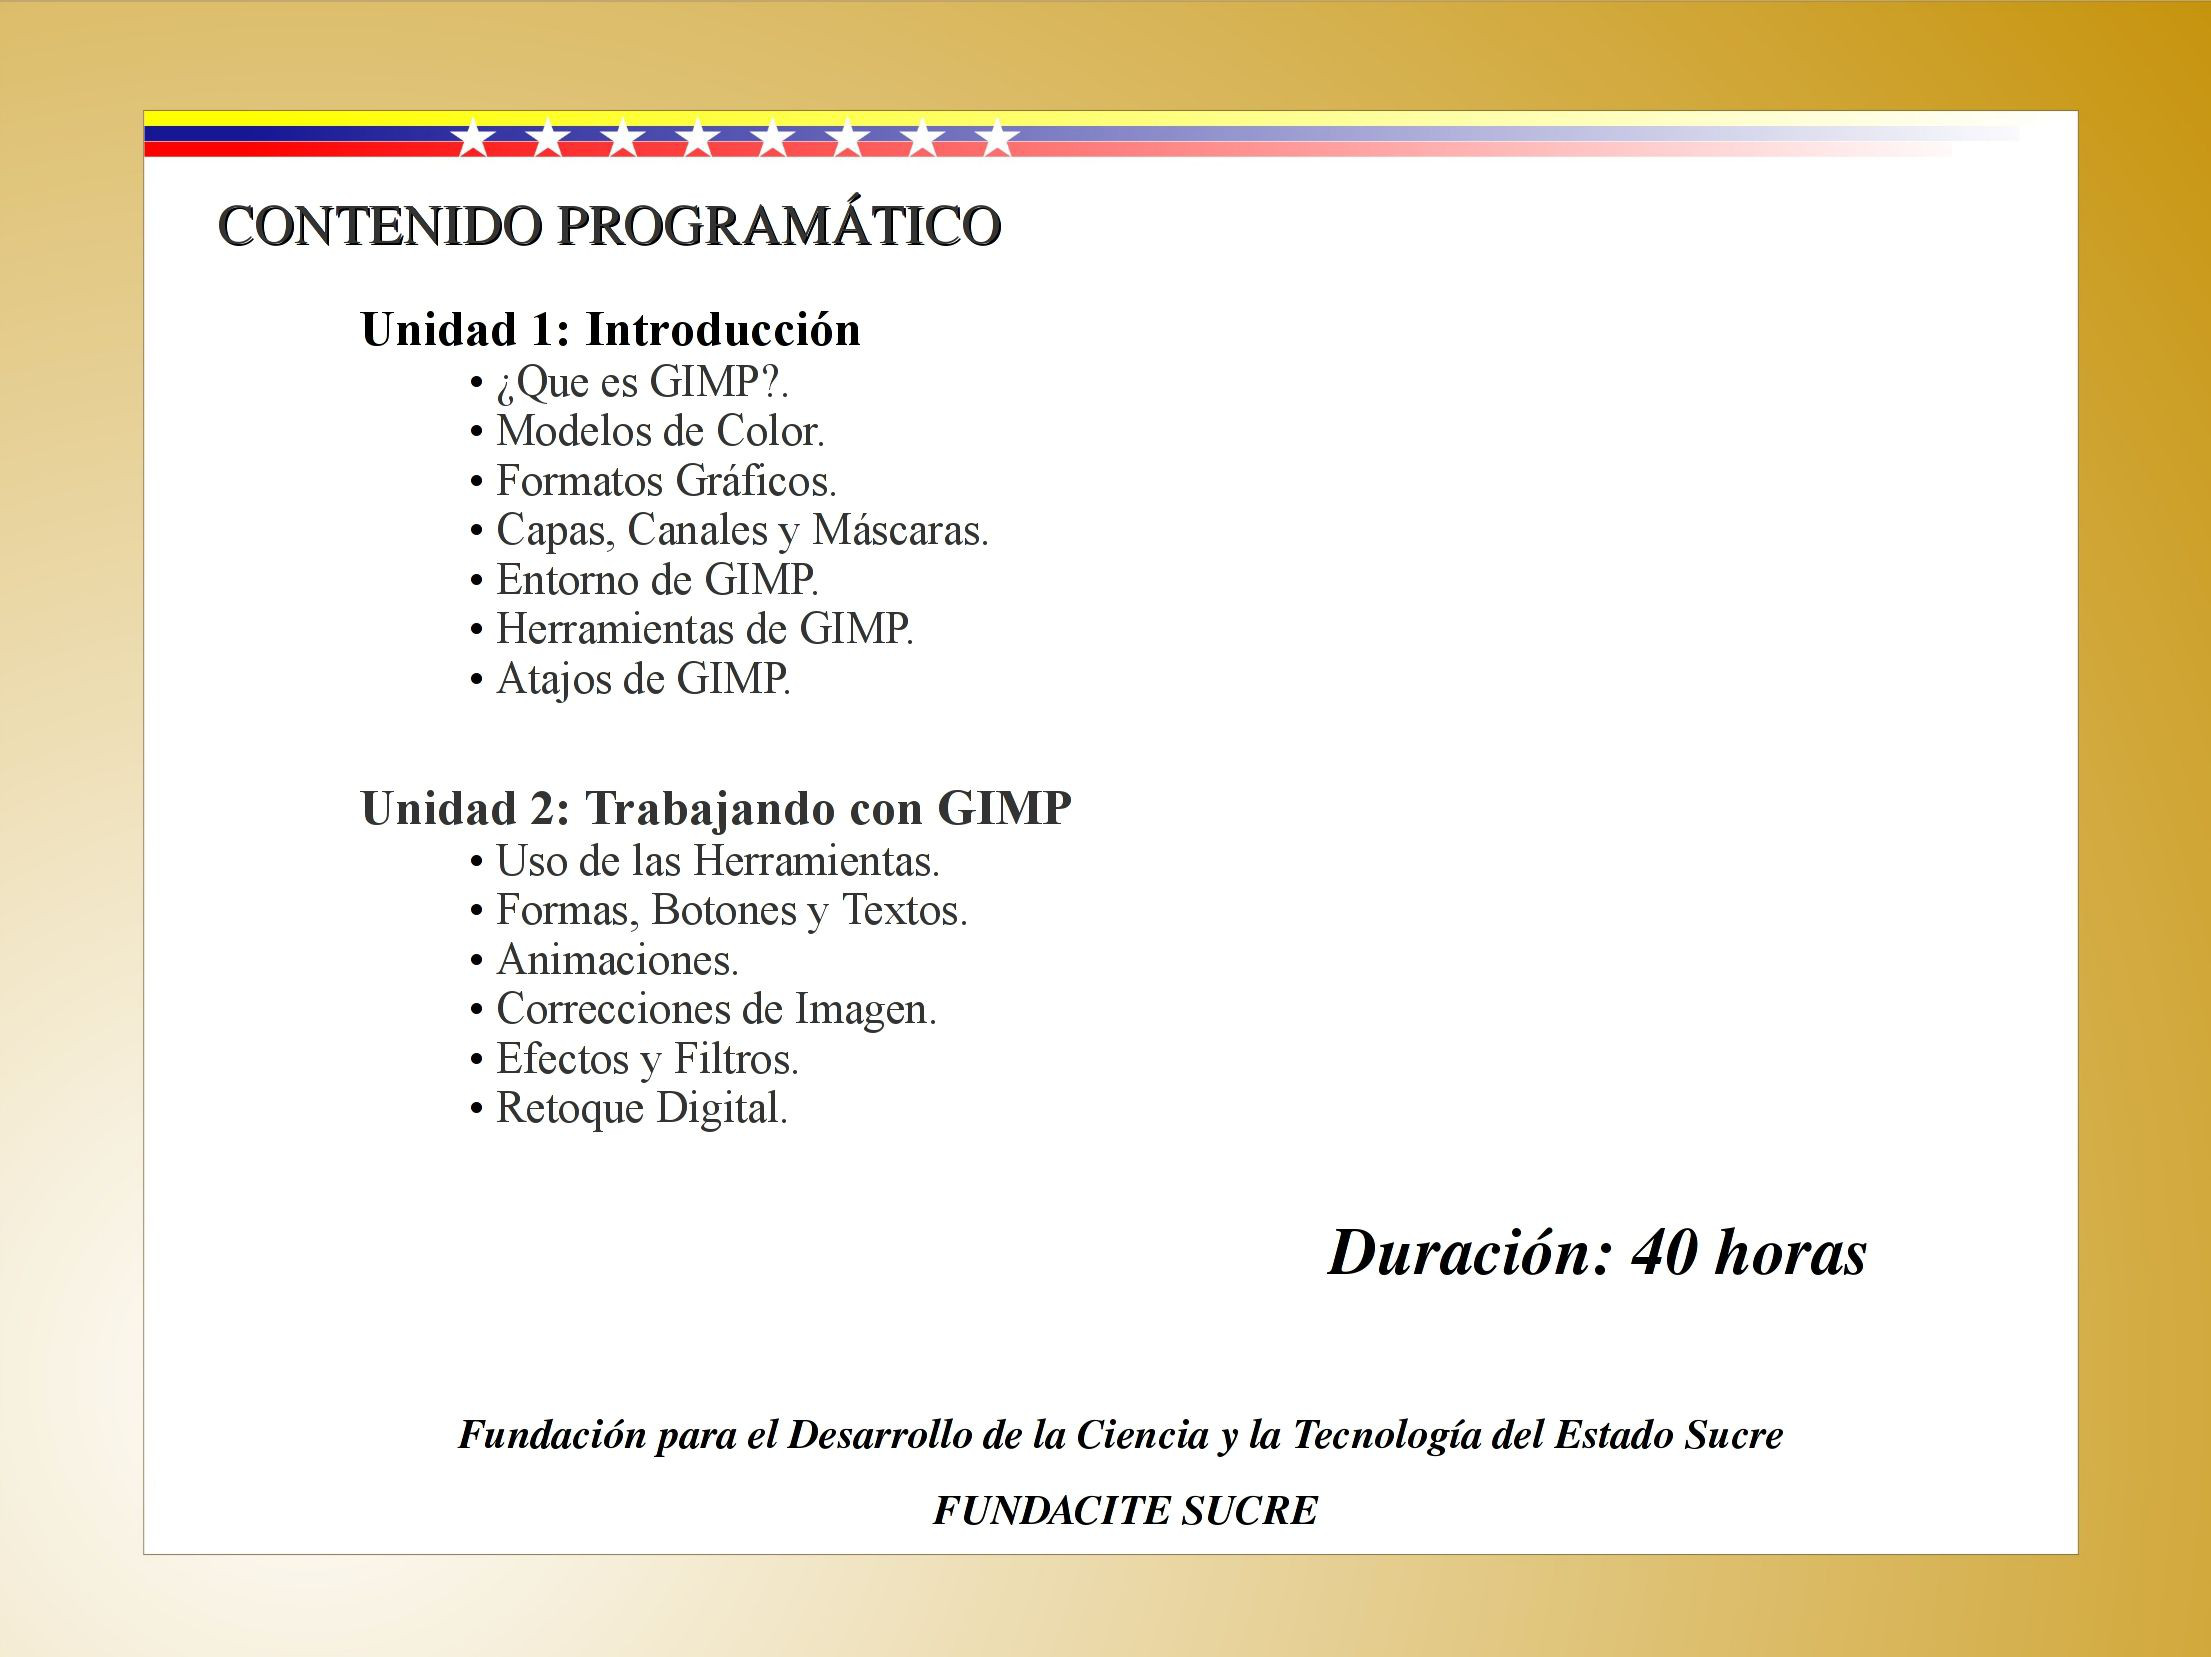 CONTENIDO PROGRAMÁTICO
Unidad 1: Introducción
• ¿Que es GIMP?.
• Modelos de Color.
• Formatos Gráficos.
• Capas, Canales y Máscaras.
• Entorno de GIMP.
• Herramientas de GIMP.
• Atajos de GIMP.
Unidad 2: Trabajando con GIMP
• Uso de las Herramientas.
• Formas, Botones y Textos.
• Animaciones.
• Correcciones de Imagen.
• Efectos y Filtros.
• Retoque Digital.
Duración: 40 horas
Fundación para el Desarrollo de la Ciencia y la Tecnología del Estado Sucre
FUNDACITE SUCRE